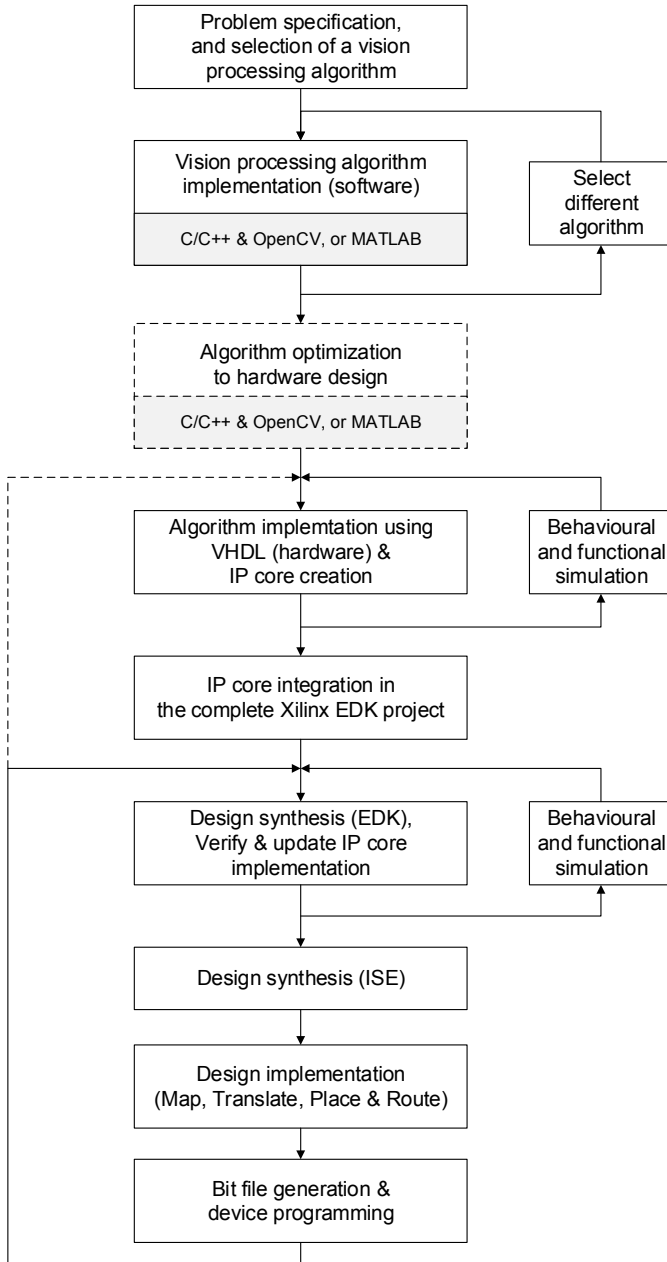 Problem specification,
and selection of a vision
processing algorithm
Vision processing algorithm
implementation (software)
C/C++ & OpenCV, or MATLAB
Select
different
algorithm
Algorithm optimization
to hardware design
C/C++ & OpenCV, or MATLAB
Algorithm implemtation using
VHDL (hardware) &
IP core creation
Behavioural
and functional
simulation
IP core integration in
the complete Xilinx EDK project
Design synthesis (EDK),
Verify & update IP core
implementation
Behavioural
and functional
simulation
Design synthesis (ISE)
Design implementation
(Map, Translate, Place & Route)
Bit file generation &
device programming